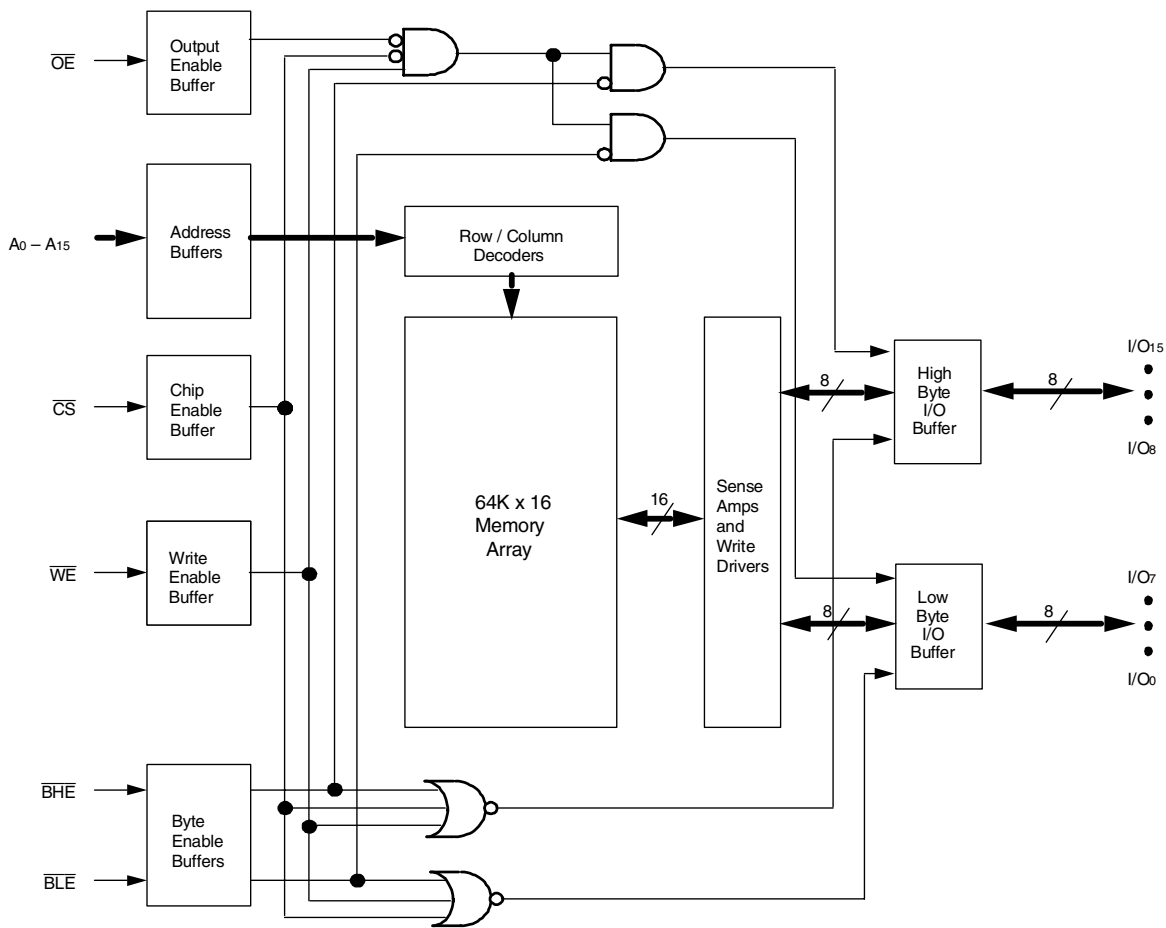 OE
Output
Enable
Buffer
A0 – A15
Address
Buffers
Row / Column
Decoders
CS
Chip
Enable
Buffer
64K x 16
Memory
Array
16
Sense
Amps
and
Write
Drivers
8
High
Byte
I/O
Buffer
8
I/O15
I/O8
WE
Write
Enable
Buffer
8
Low
Byte
I/O
Buffer
8
I/O7
I/O0
BHE
BLE
Byte
Enable
Buffers